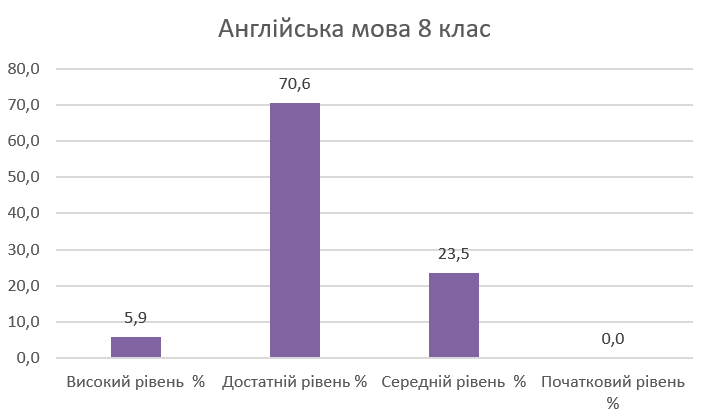 Англійська мова 8 клас
80,0
70,0
60,0
50,0
40,0
30,0
20,0
10,0
0,0
5,9
70,6
23,5
0,0
Високий рівень %
Достатній рівень %
Середній рівень %
Початковий рівень
%